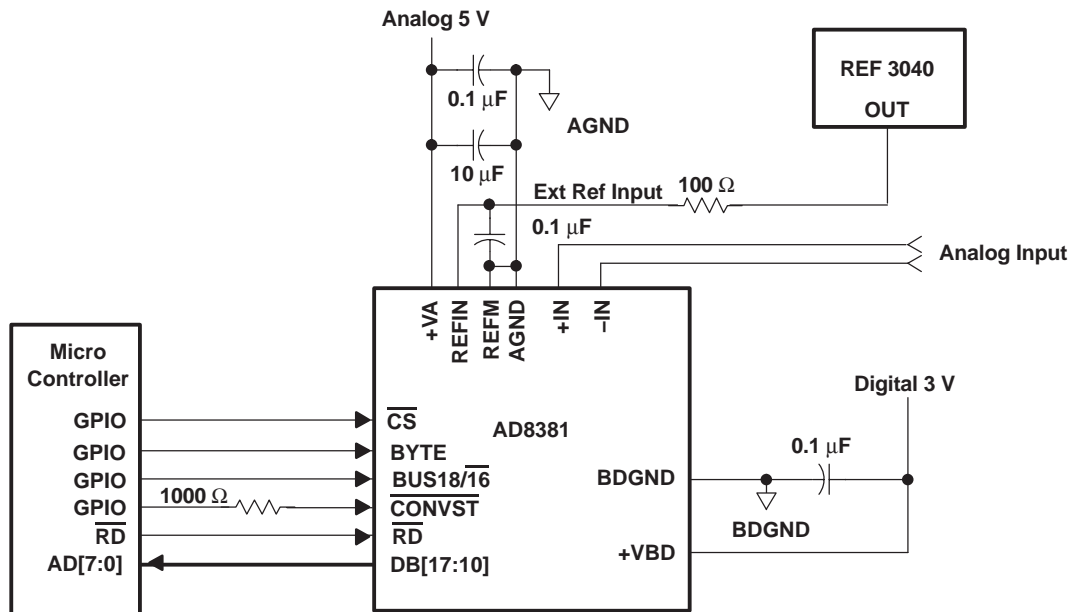 Analog 5 V
REF 3040
OUT
0.1 μF
AGND
10 μF
Ext Ref Input
100 Ω
0.1 μF
Analog Input
+VA
REFIN
REFM
AGND
+IN
–IN
Micro
Controller
GPIO
GPIO
GPIO
GPIO
RD
AD[7:0]
1000 Ω
CS
BYTE
BUS18/16
CONVST
RD
DB[17:10]
AD8381
BDGND
+VBD
Digital 3 V
0.1 μF
BDGND